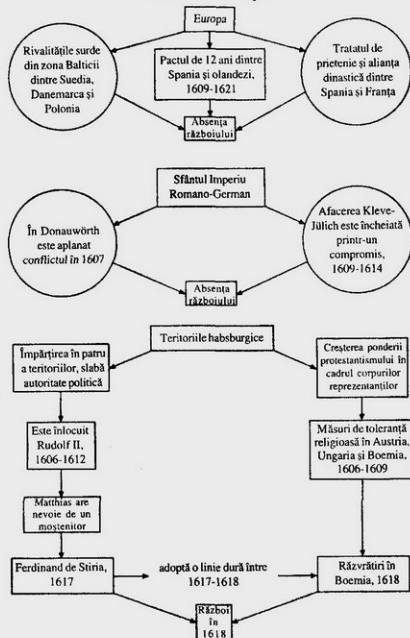 Europa
Rivalitățile surde
din zona Balticii
dintre Suedia,
Danemarca și
Polonia
Pactul de 12 ani dintre
Spania și olandezi,
1609-1621
Tratatul de
prietenie și alianța
dinastică dintre
Spania și Franța
Absența
războiului
Sfântul Imperiu
Romano-German
În Donauwörth
este aplanat
conflictul în 1607
Afacerea Kleve-
Jülich este încheiată
printr-un
compromis,
1609-1614
Absența
războiului
Teritoriile habsburgice
Împărțirea în patru
a teritoriilor, slabă
autoritate politică
Creșterea ponderii
protestantismului în
cadrul corpurilor
reprezentanților
Este înlocuit
Rudolf II,
1606-1612
Măsuri de toleranță
religioasă în Austria,
Ungaria și Boemia,
1606-1609
Matthias are
nevoie de un
moștenitor
Ferdinand de Stiria,
1617
adoptă o linie dură între
1617-1618
Răzvrătiri în
Boemia, 1618
Război
în
1618